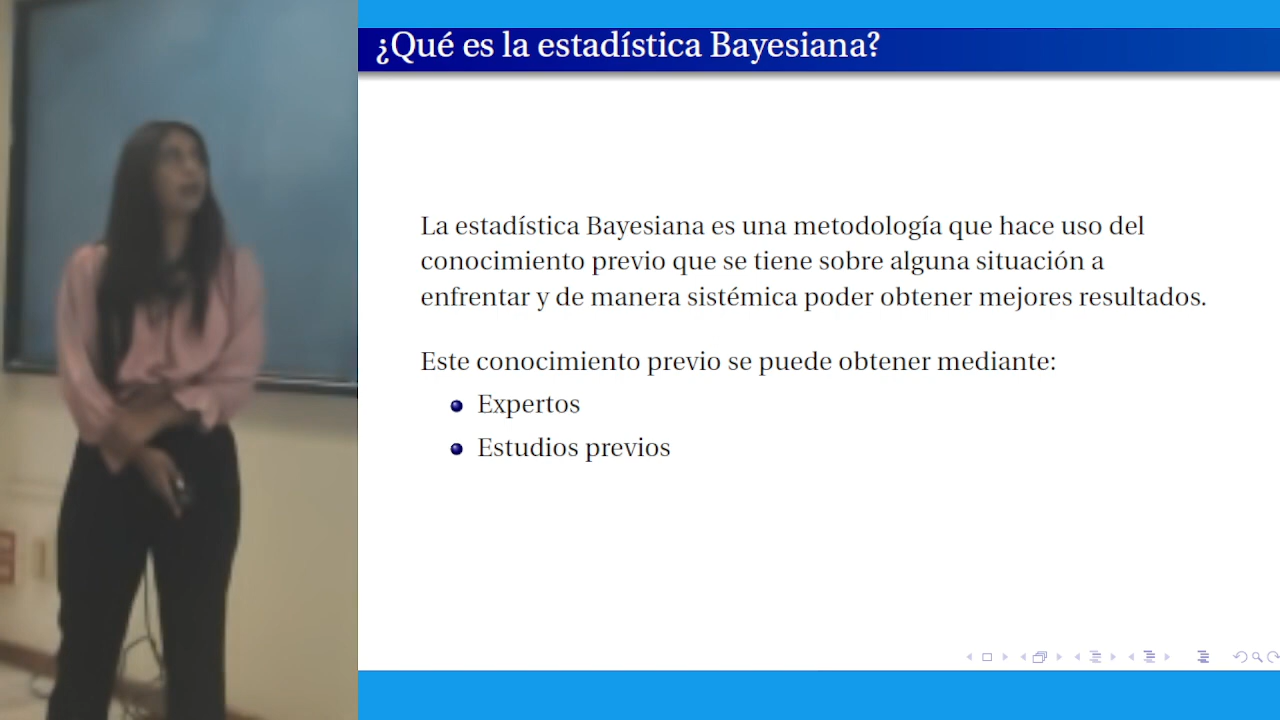 ¿Qué es la estadística Bayesiana?
La estadística Bayesiana es una metodología que hace uso del
conocimiento previo que se tiene sobre alguna situación a
enfrentar y de manera sistémica poder obtener mejores resultados.
Este conocimiento previo se puede obtener mediante:
Expertos
Estudios previos